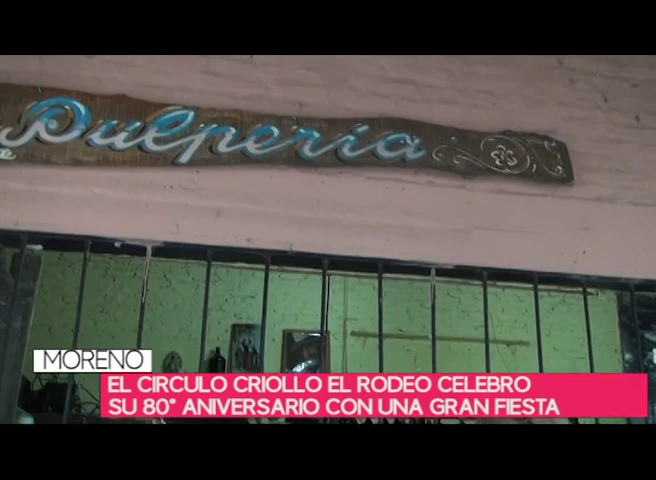 Pulpería
MORENO
EL CIRCULO CRIOLLO EL RODEO CELEBRO
SU 80° ANIVERSARIO CON UNA GRAN FIESTA